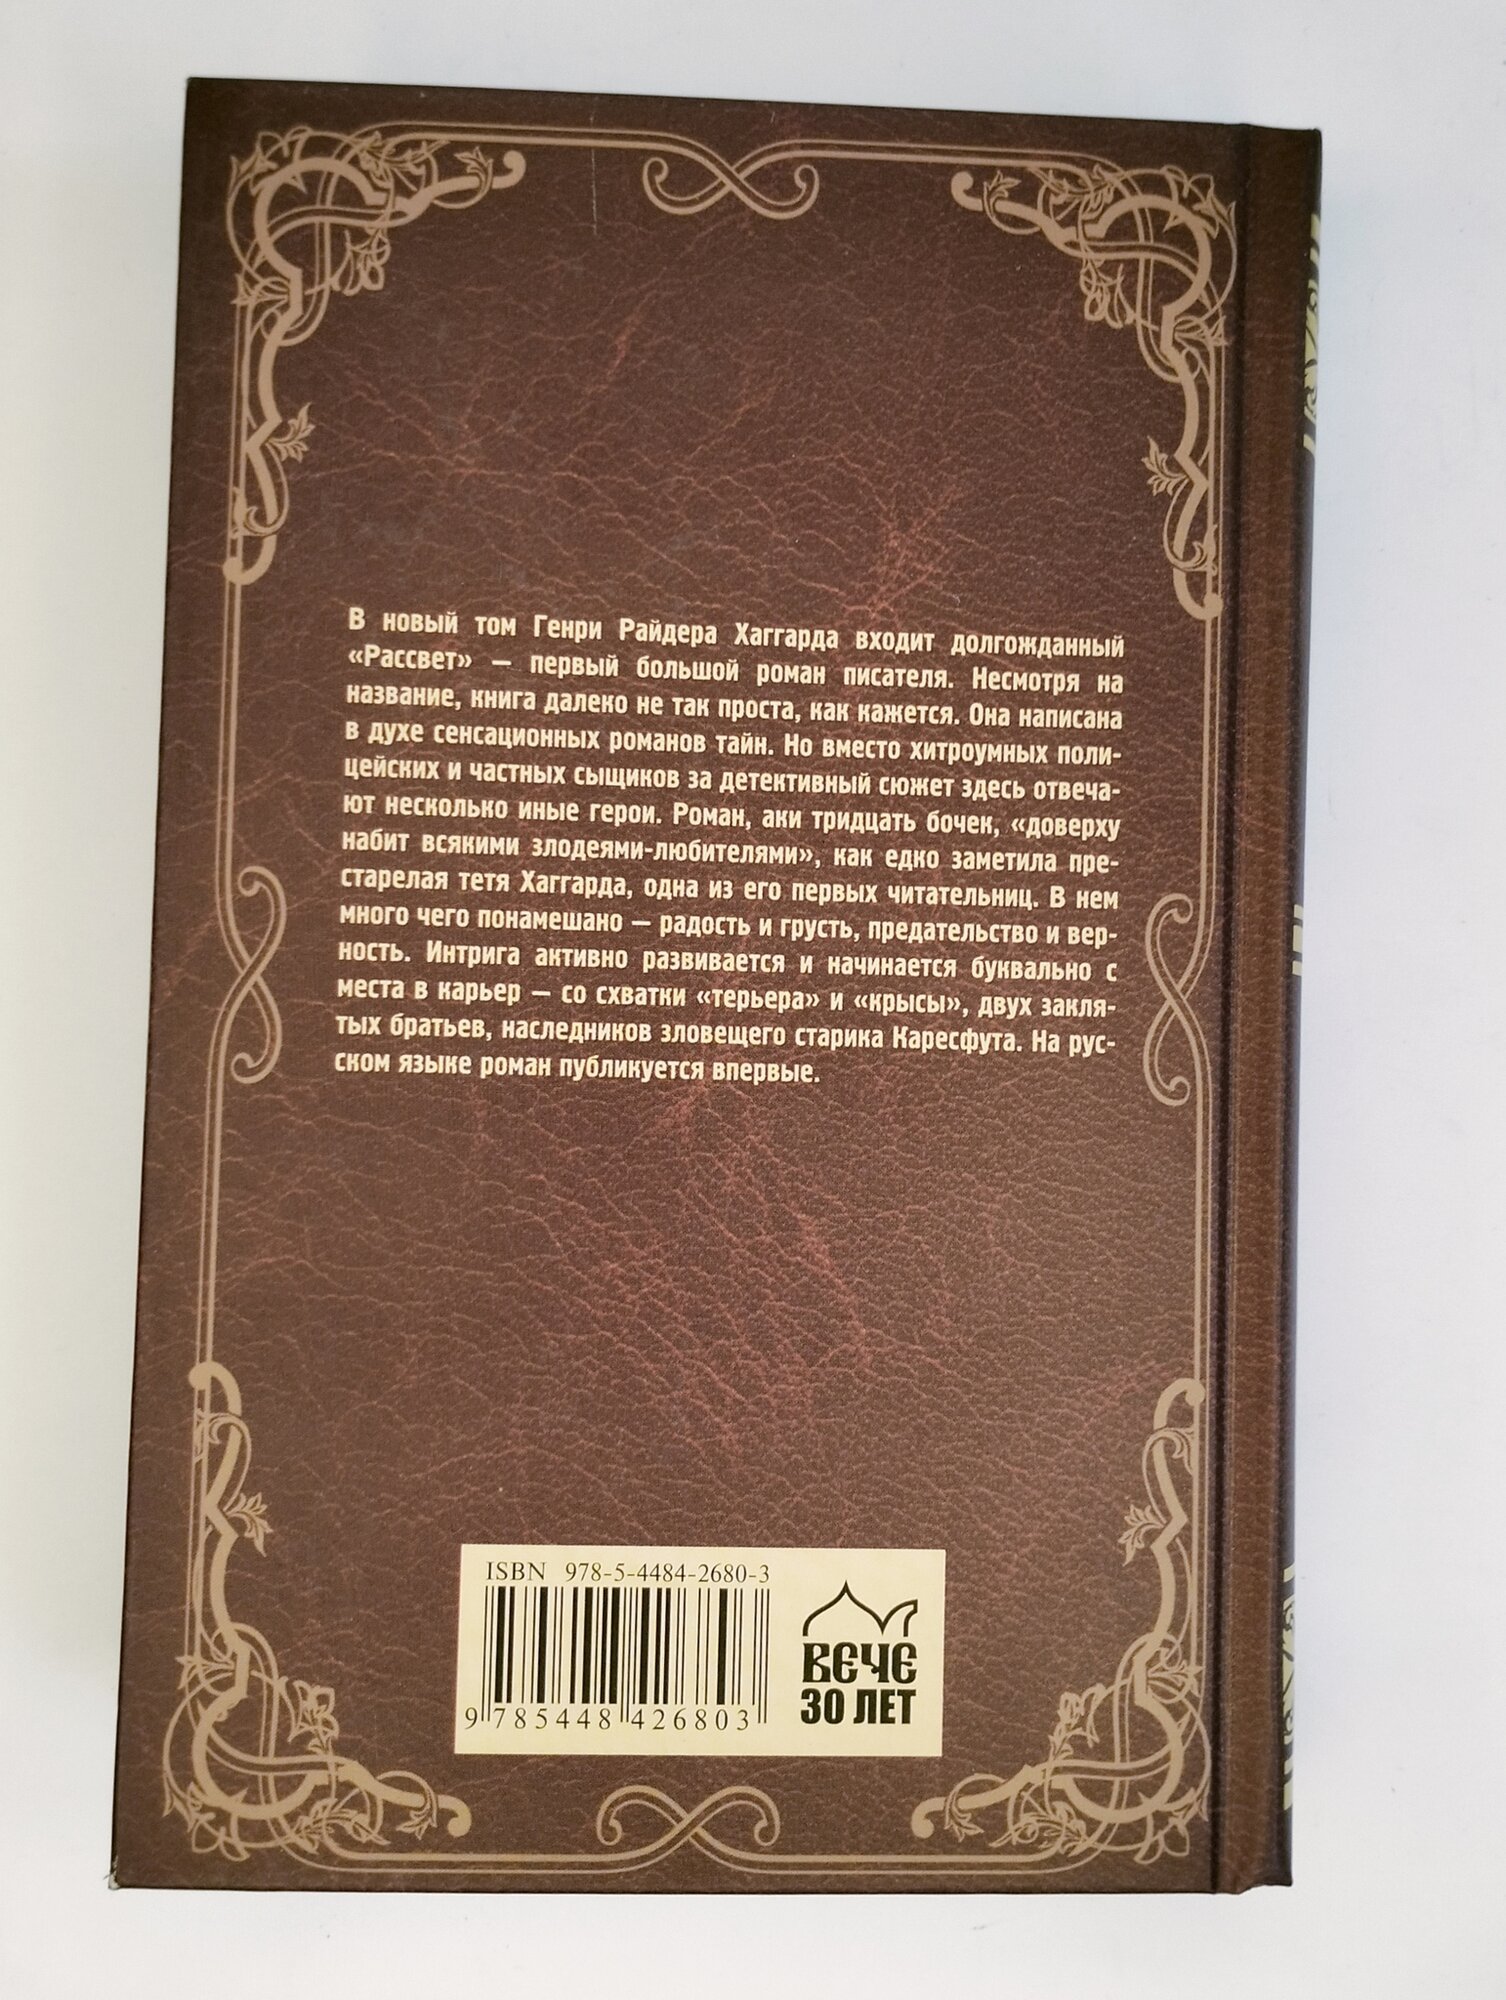 В новый том Генри Райдера Хаггарда входит долгожданный
«Рассвет» — первый большой роман писателя. Несмотря на
название, книга далеко не так проста, как кажется. Она написана
в духе сенсационных романов тайн. Но вместо хитроумных поли-
цейских и частных сыщиков за детективный сюжет здесь отвеча-
ют несколько иные герои. Роман, аки тридцать бочек, «доверху
набит всякими злодеями-любителями», как едко заметила пре-
старелая тетя Хаггарда, одна из его первых читательниц. В нем
много чего понамешано — радость и грусть, предательство и вер-
ность. Интрига активно развивается и начинается буквально с
места в карьер — со схватки «терьера» и «крысы», двух закля-
тых братьев, наследников зловещего старика Каресфута. На рус-
ском языке роман публикуется впервые.
ISBN 978-5-4484-2680-3
9 785448 426803
ВЕЧЕ
30 ЛЕТ